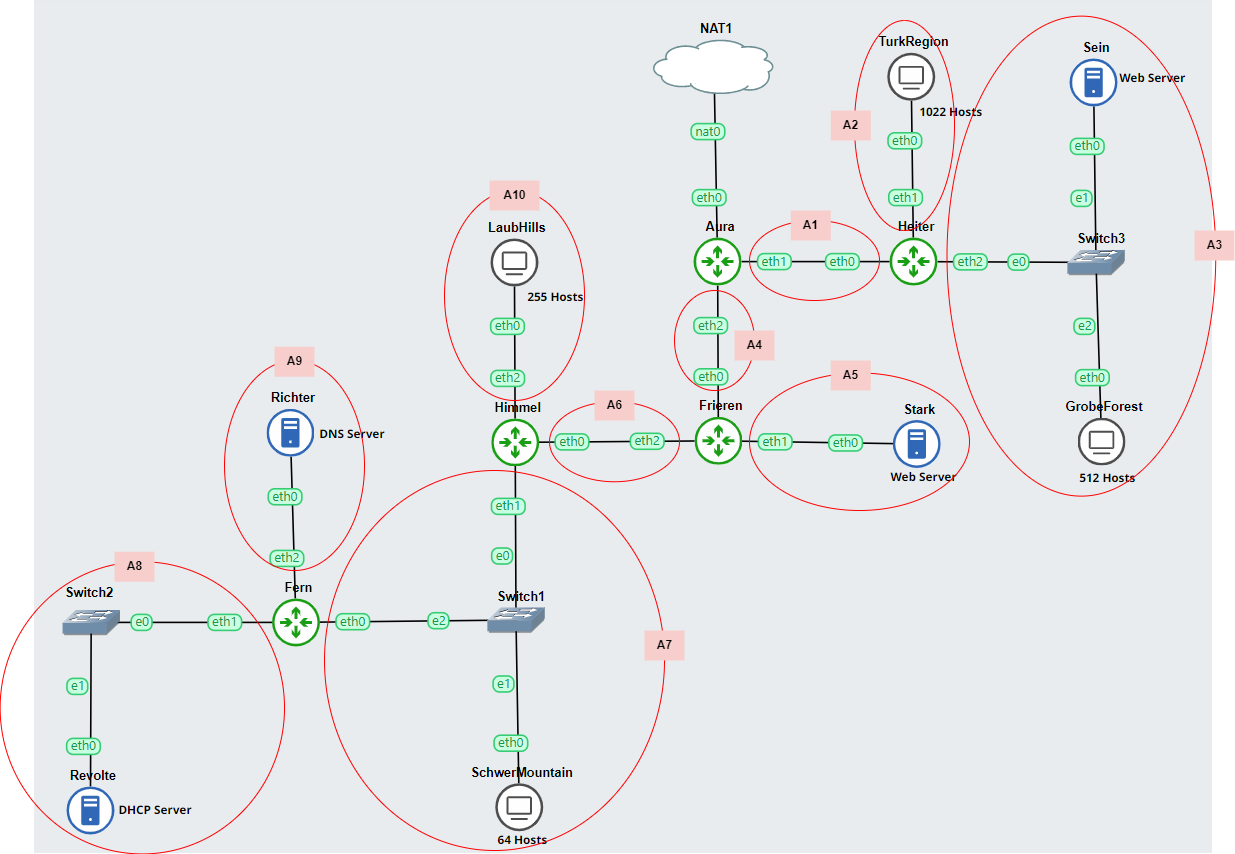 NAT1
TurkRegion
Sein
Web Server
1022 Hosts
A2
nat0
eth0
eth0
e1
A10
eth0
eth1
LaubHills
Aura
A1
Heiter
Switch3
A3
eth1
eth0
eth2
e0
255 Hosts
eth0
eth2
e2
A4
A9
eth2
eth0
A5
eth0
Richter
Himmel
A6
Frieren
Stark
GrobeForest
DNS Server
eth0
eth2
eth1
eth0
Web Server
512 Hosts
eth0
eth1
eth2
e0
A8
Switch2
Fern
Switch1
e0
eth1
eth0
e2
A7
e1
e1
eth0
eth0
Revolte
SchwerMountain
DHCP Server
64 Hosts